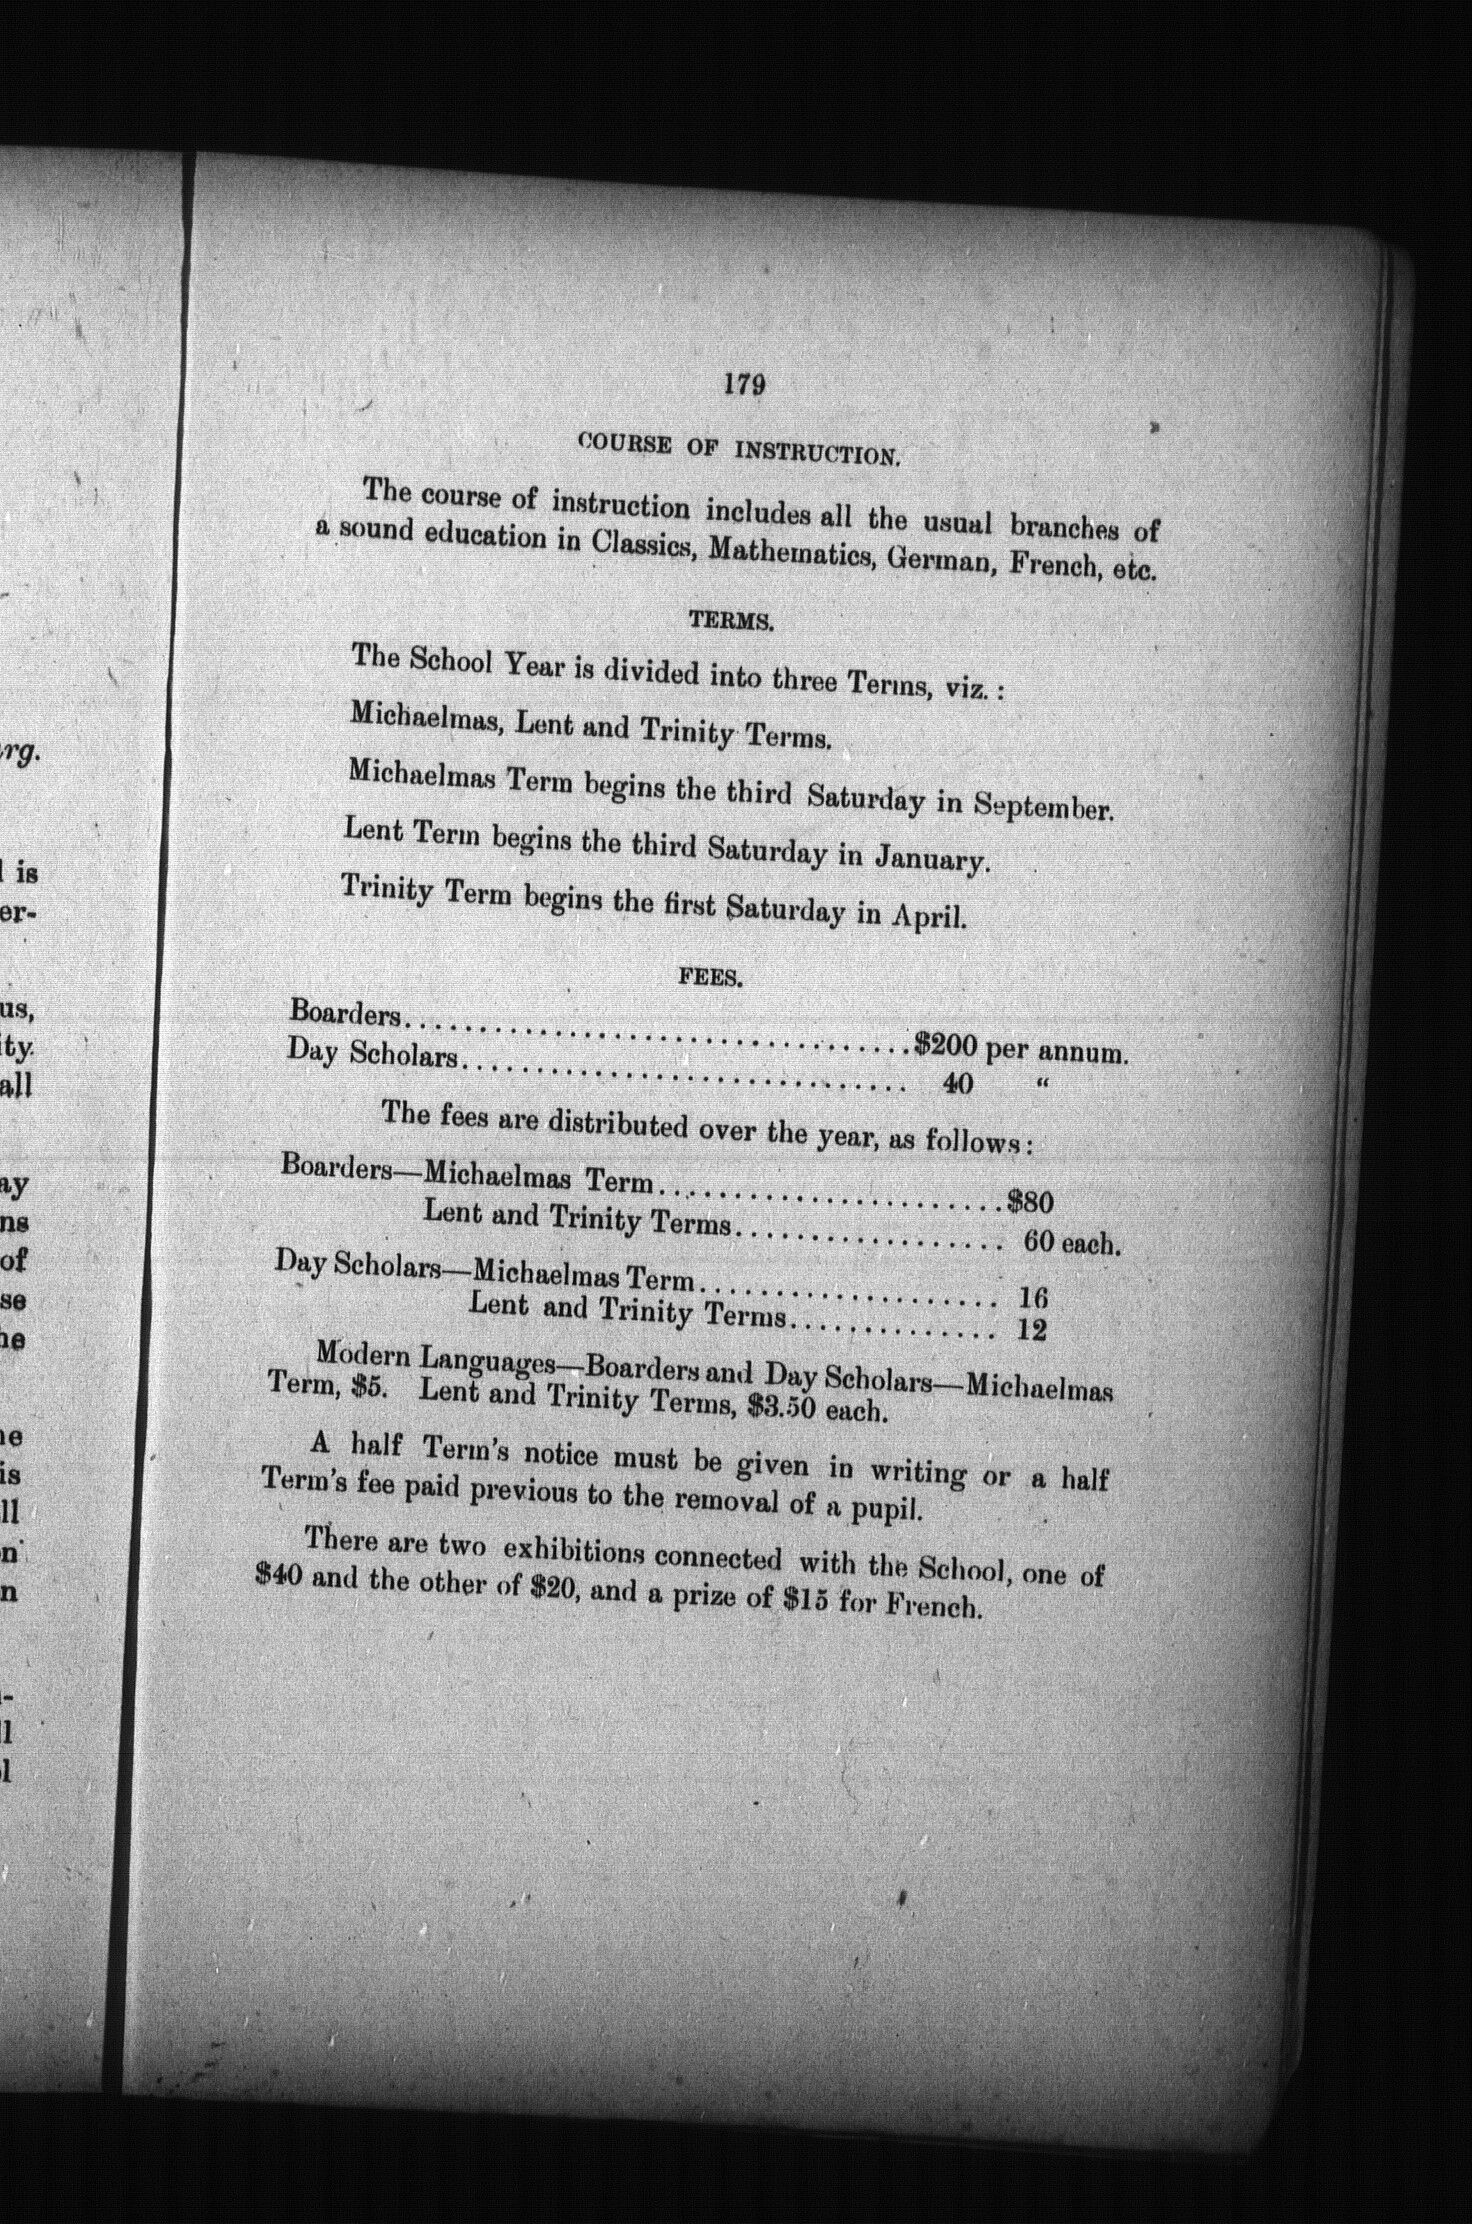 179
COURSE OF INSTRUCTION.
The course of instruction includes all the usual branches of
a sound education in Classics, Mathematics, German, French, etc.
TERMS.
The School Year is divided into three Terms, viz. :
Michaelmas, Lent and Trinity Terms.
Michaelmas Term begins the third Saturday in September.
Lent Term begins the third Saturday in January.
Trinity Term begins the first Saturday in April.
FEES.
Boarders..................................$200 per annum.
Day Scholars.............................. 40 “
The fees are distributed over the year, as follows:
Boarders—Michaelmas Term.......................$80
Lent and Trinity Terms.................. 60 each.
Day Scholars—Michaelmas Term.................... 16
Lent and Trinity Terms.............. 12
Modern Languages—Boarders and Day Scholars—Michaelmas
Term, $5. Lent and Trinity Terms, $3.50 each.
A half Term's notice must be given in writing or a half
Term's fee paid previous to the removal of a pupil.
There are two exhibitions connected with the School, one of
$40 and the other of $20, and a prize of $15 for French.